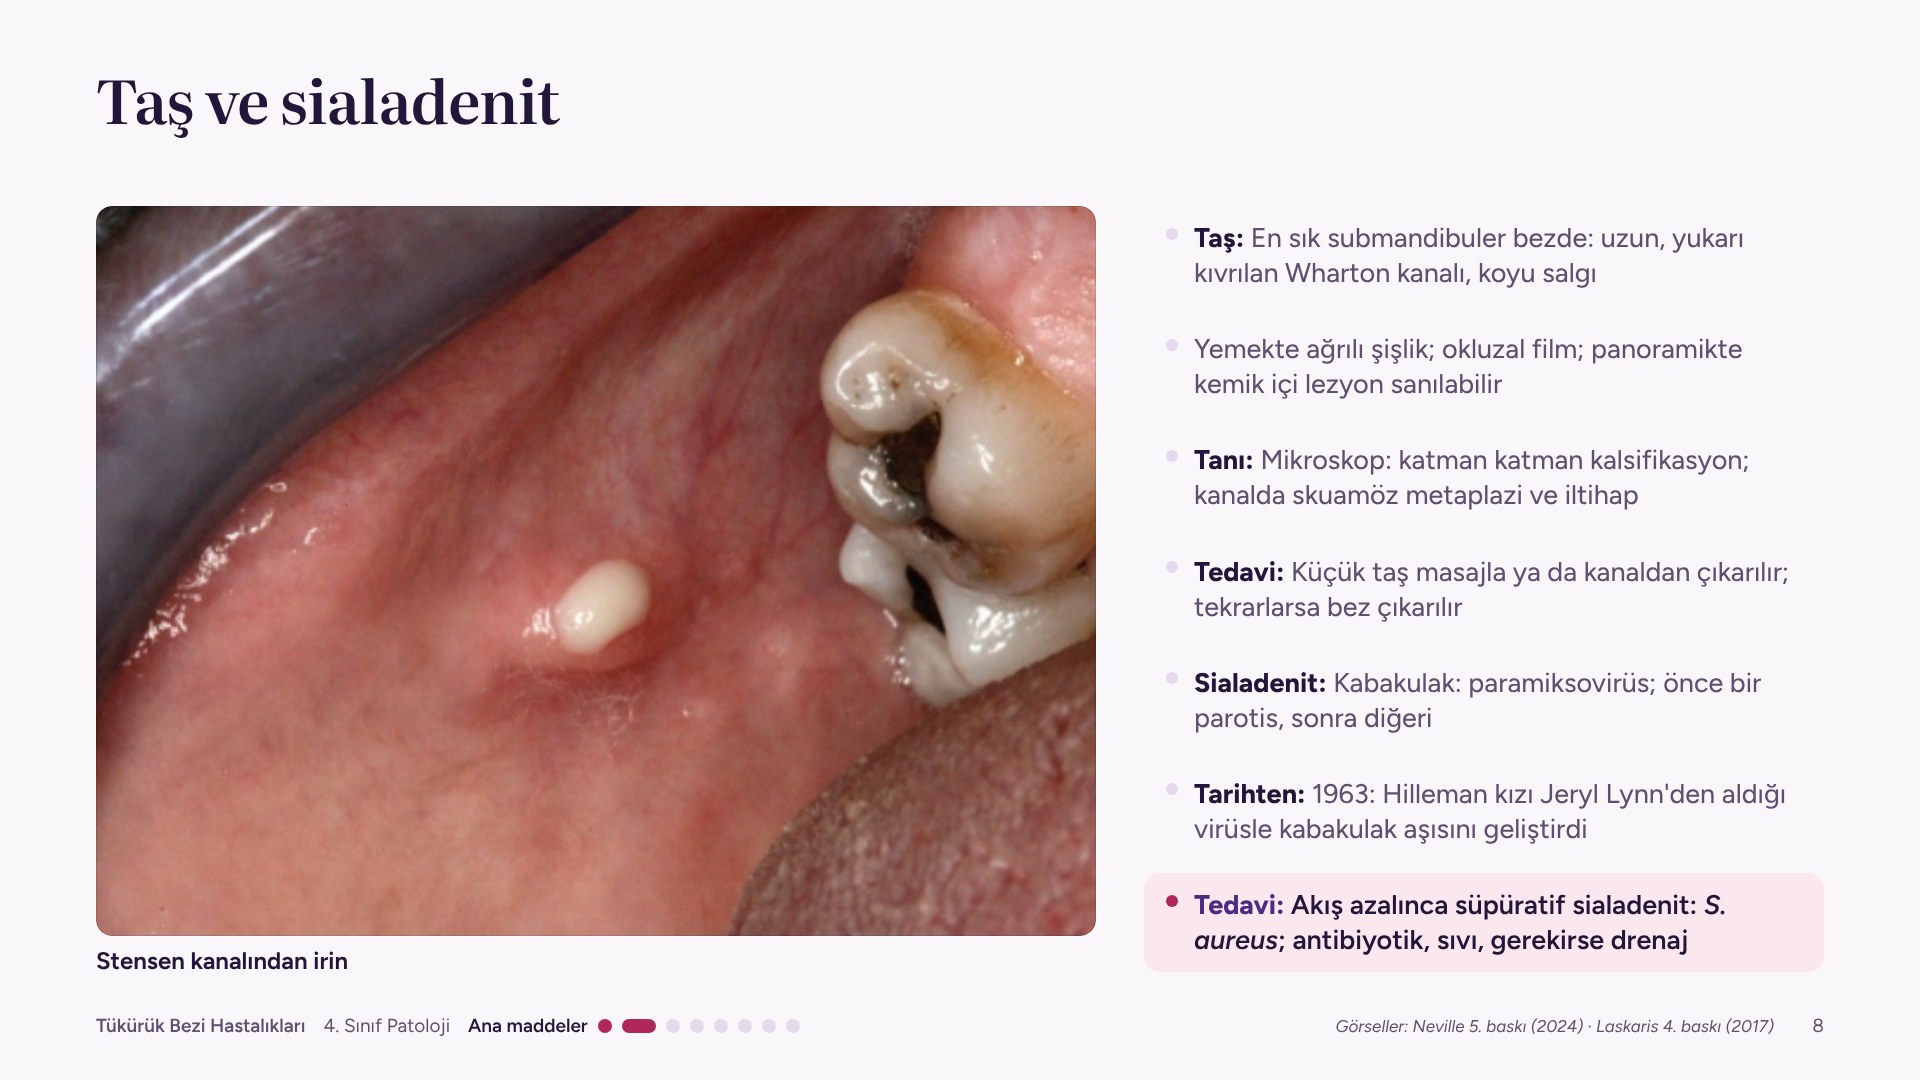 Taş ve sialadenit
Taş: En sık submandibuler bezde: uzun, yukarı
kıvrılan Wharton kanalı, koyu salgı
Yemekte ağrılı şişlik; okluzal film; panoramikte
kemik içi lezyon sanılabilir
Tanı: Mikroskop: katman katman kalsifikasyon;
kanalda skuamöz metaplazi ve iltihap
Tedavi: Küçük taş masajla ya da kanaldan çıkarılır;
tekrarlarsa bez çıkarılır
Sialadenit: Kabakulak: paramiksovirüs; önce bir
parotis, sonra diğeri
Tarihten: 1963: Hilleman kızı Jeryl Lynn'den aldığı
virüsle kabakulak aşısını geliştirdi
Tedavi: Akış azalınca süpüratif sialadenit: S.
aureus; antibiyotik, sıvı, gerekirse drenaj
Stensen kanalından irin
Tükürük Bezi Hastalıkları 4. Sınıf Patoloji Ana maddeler
Görseller: Neville 5. baskı (2024) · Laskaris 4. baskı (2017) 8